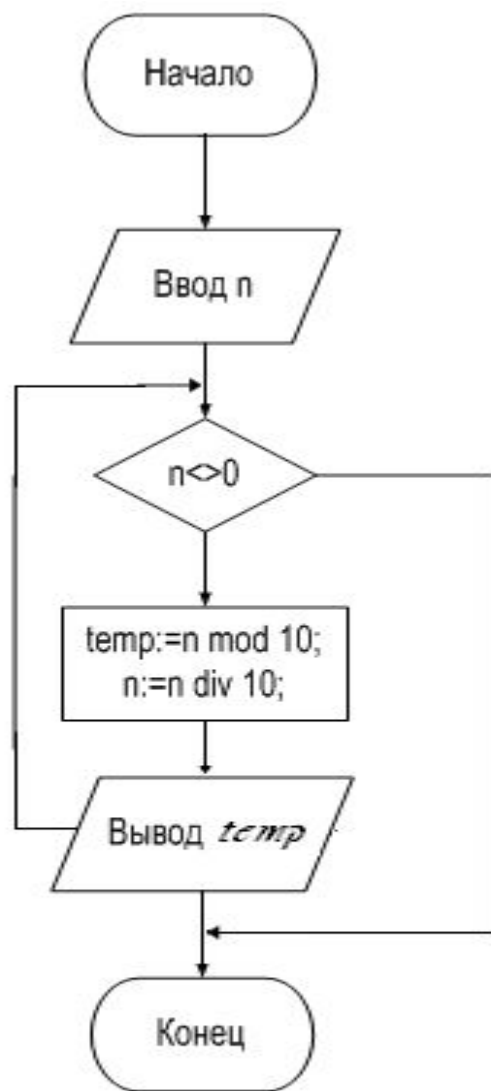 Начало
Ввод n
n<>0
temp:=n mod 10;
n:=n div 10;
Вывод temp
Конец